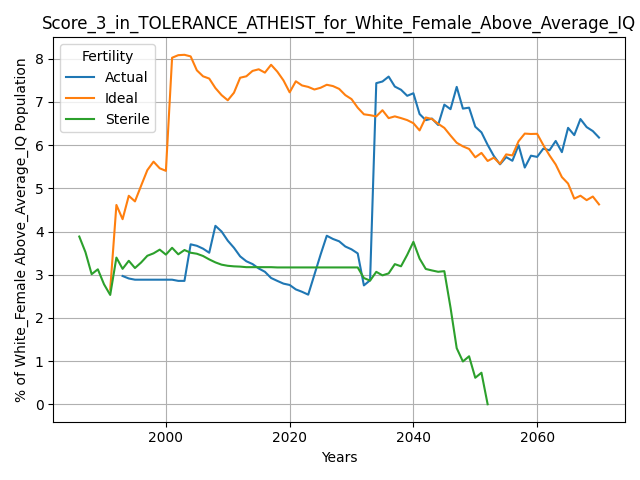 Score_3_in_TOLERANCE_ATHEIST_for_White_Female_Above_Average_IQ
Fertility
Actual
Ideal
Sterile
% of White_Female Above_Average_IQ Population
8
7
6
5
4
3
2
1
0
2000
2020
2040
2060
Years